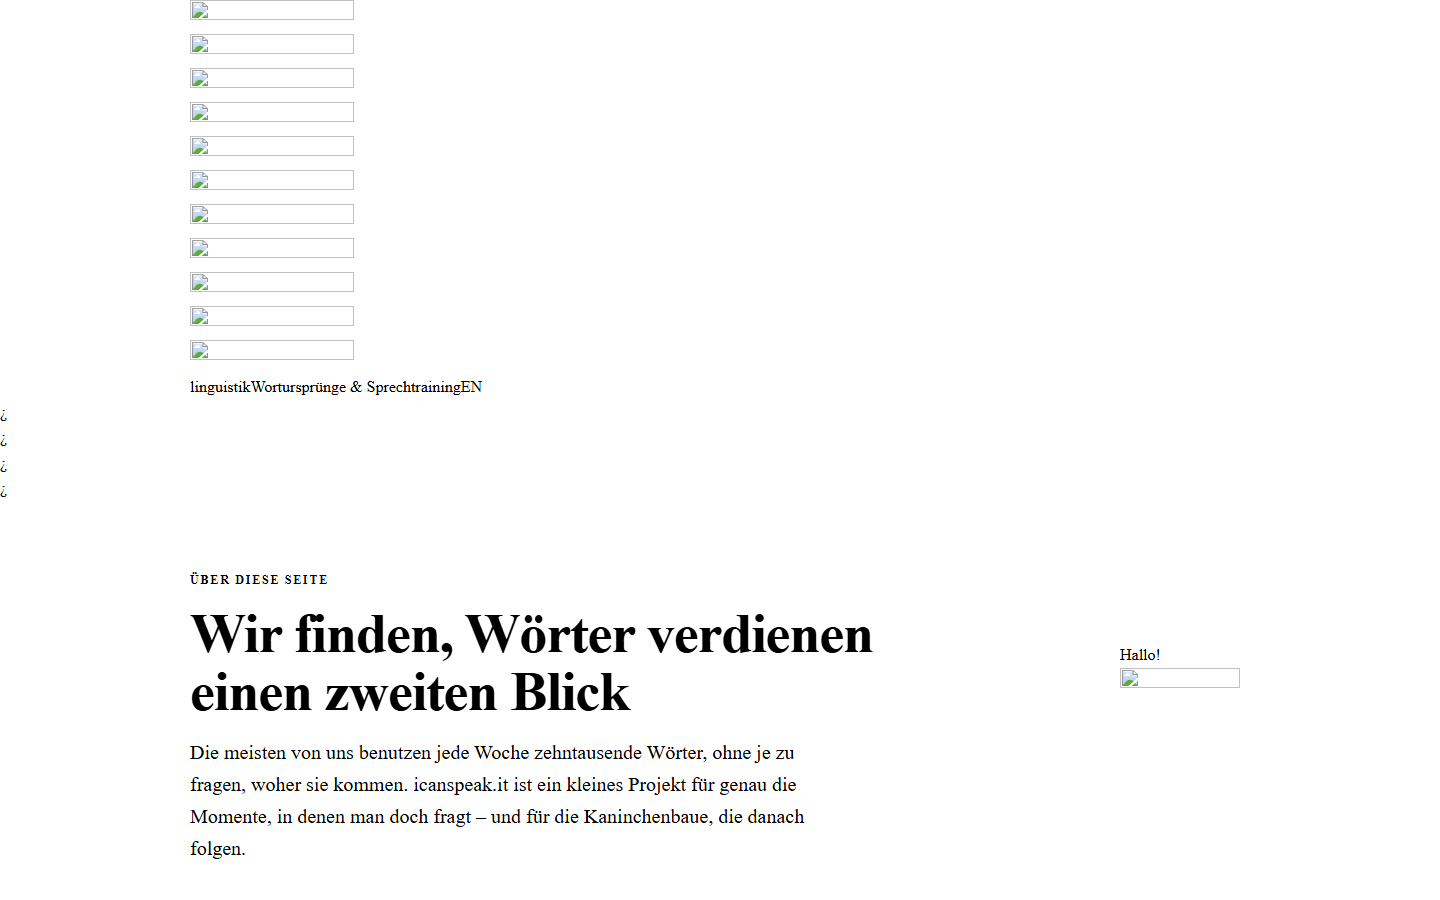 linguistikWortursprünge & SprechtrainingEN
¿
¿
¿
¿
ÜBER DIESE SEITE
Wir finden, Wörter verdienen
einen zweiten Blick
Die meisten von uns benutzen jede Woche zehntausende Wörter, ohne je zu
fragen, woher sie kommen. icanspeak.it ist ein kleines Projekt für genau die
Momente, in denen man doch fragt – und für die Kaninchenbaue, die danach
folgen.
Hallo!